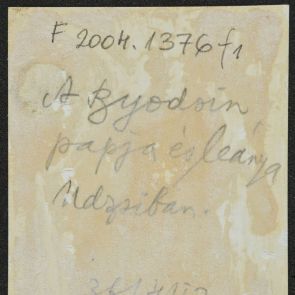 F 2004.1376 f1
A Byodoin
papja és leánya
Udzsiban.